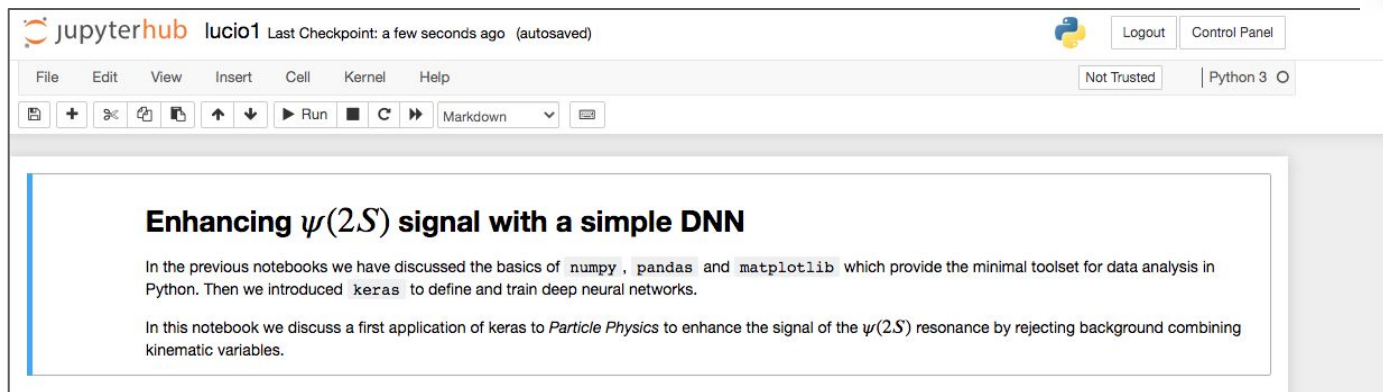 jupyterhub lucio1 Last Checkpoint: a few seconds ago (autosaved) Logout Control Panel
File Edit View Insert Cell Kernel Help Not Trusted Python 3
Run Markdown
Enhancing ψ(2S) signal with a simple DNN
In the previous notebooks we have discussed the basics of numpy , pandas and matplotlib which provide the minimal toolset for data analysis in
Python. Then we introduced keras to define and train deep neural networks.
In this notebook we discuss a first application of keras to Particle Physics to enhance the signal of the ψ(2S) resonance by rejecting background combining
kinematic variables.